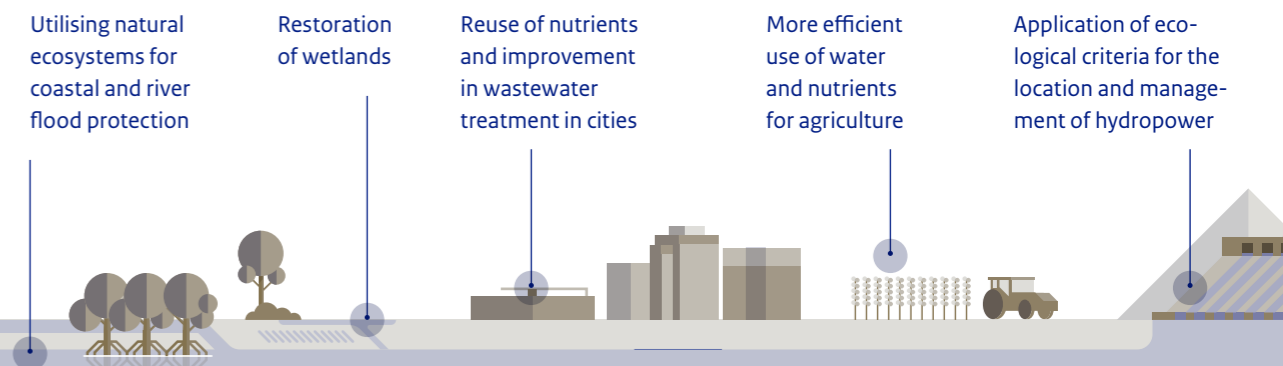 Utilising natural
ecosystems for
coastal and river
flood protection
Restoration
of wetlands
Reuse of nutrients
and improvement
in wastewater
treatment in cities
More efficient
use of water
and nutrients
for agriculture
Application of eco-
logical criteria for the
location and manage-
ment of hydropower